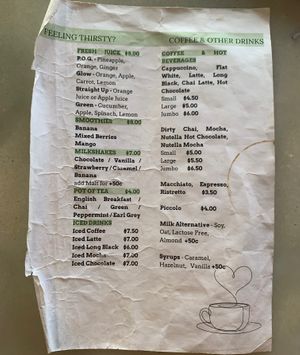 FEELING THIRSTY?
FRESH JUICE $8.00
P.O.G - Pineapple,
Orange, Ginger
Glow - Orange, Apple,
Carrot, Lemon
Straight Up - Orange
Juice or Apple Juice
Green - Cucumber,
Apple, Spinach, Lemon
SMOOTHIES $8.00
Banana
Mixed Berries
Mango
MILKSHAKES $7.00
Chocolate / Vanilla /
Strawberry / Caramel /
Banana
add Malt for +50c
POT OF TEA $4.00
English Breakfast /
Chai / Green /
Peppermint / Earl Grey
ICED DRINKS
Iced Coffee $7.50
Iced Latte $7.00
Iced Long Black $6.00
Iced Mocha $7.00
Iced Chocolate $7.00
COFFEE & OTHER DRINKS
COFFEE & HOT
BEVERAGES
Cappuccino, Flat
White, Latte, Long
Black, Chai Latte, Hot
Chocolate
Small $4.50
Large $5.00
Jumbo $6.00
Dirty Chai, Mocha,
Nutella Hot Chocolate,
Nutella Mocha
Small $5.00
Large $5.50
Jumbo $6.50
Macchiato, Espresso,
Ristretto $3.50
Piccolo $4.00
Milk Alternative - Soy,
Oat, Lactose Free,
Almond +50c
Syrups - Caramel,
Hazelnut, Vanilla +50c